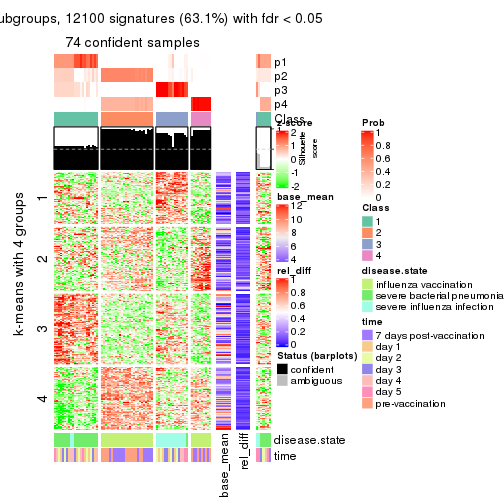 ubgroups, 12100 signatures (63.1%) with fdr < 0.05
74 confident samples
p1
p2
p3
p4
Class
Silhouette
score
1
2
3
4
k-means with 4 groups
disease.state
time
base_mean
rel_diff
z-score
2
1
0
-1
-2
base_mean
12
10
8
6
4
rel_diff
1
0.8
0.6
0.4
0.2
0
Status (barplots)
confident
ambiguous
Prob
1
0.8
0.6
0.4
0.2
0
Class
1
2
3
4
disease.state
influenza vaccination
severe bacterial pneumonia
severe influenza infection
time
7 days post-vaccination
day 1
day 2
day 3
day 4
day 5
pre-vaccination